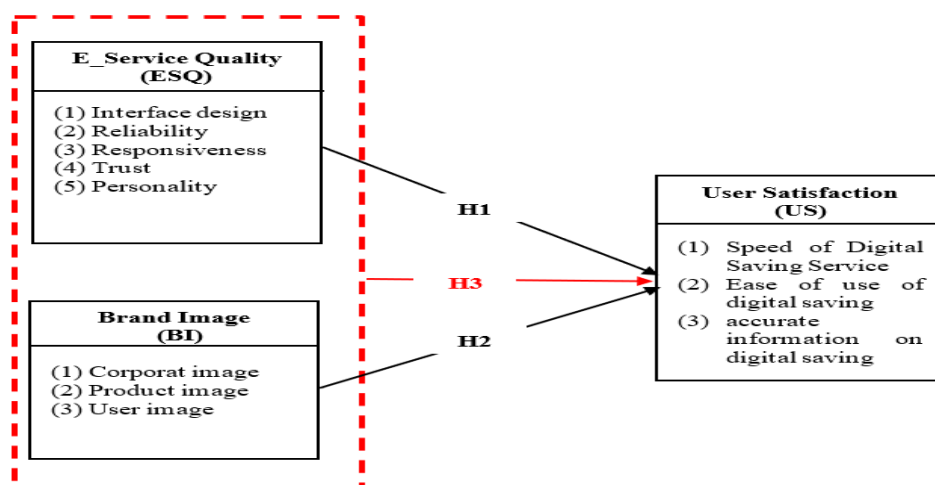 E_Service Quality
(ESQ)
(1) Interface design
(2) Reliability
(3) Responsiveness
(4) Trust
(5) Personality
H1
H3
H2
Brand Image
(BI)
(1) Corporat image
(2) Product image
(3) User image
User Satisfaction
(US)
(1) Speed of Digital
Saving Service
(2) Ease of use of
digital saving
(3) accurate
information on
digital saving